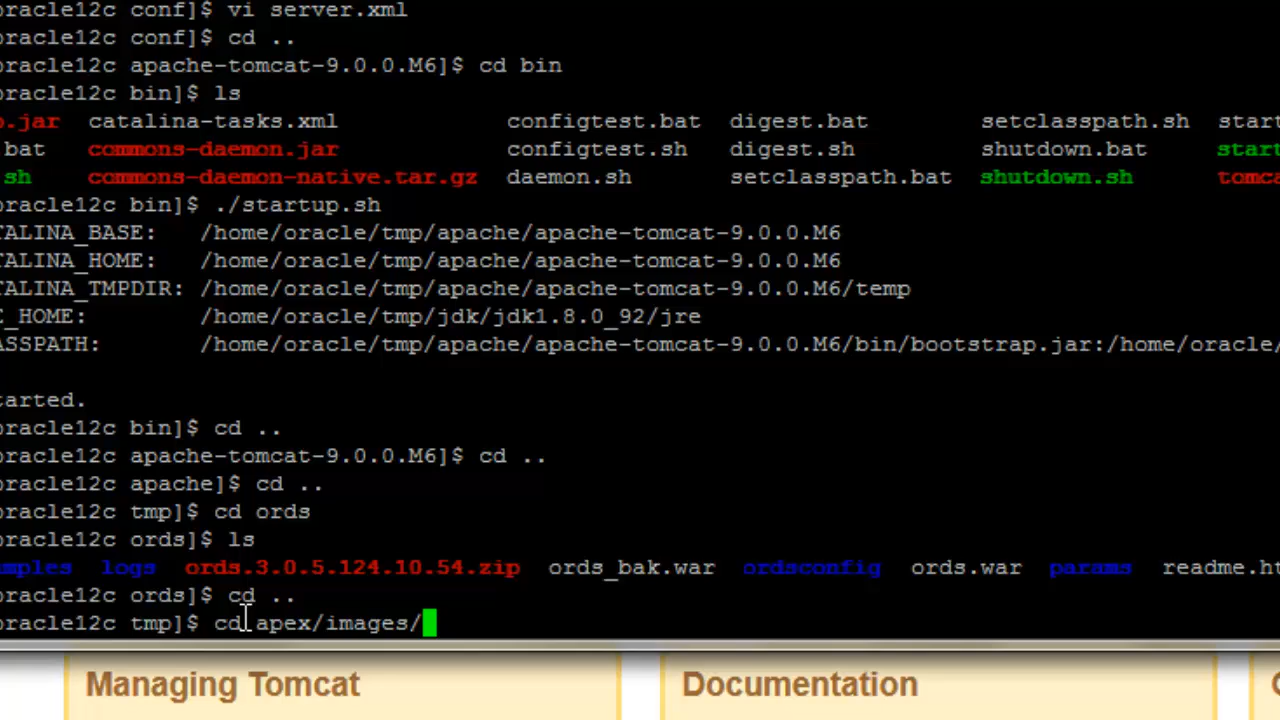 oracle12c conf]$ vi server.xml
oracle12c conf]$ cd ..
oracle12c apache-tomcat-9.0.0.M6]$ cd bin
oracle12c bin]$ ls
p.jar catalina-tasks.xml configtest.bat digest.bat setclasspath.sh start
bat commons-daemon.jar configtest.sh digest.sh shutdown.bat start
sh commons-daemon-native.tar.gz daemon.sh setclasspath.bat shutdown.sh tomca
oracle12c bin]$ ./startup.sh
TALINA_BASE: /home/oracle/tmp/apache/apache-tomcat-9.0.0.M6
TALINA_HOME: /home/oracle/tmp/apache/apache-tomcat-9.0.0.M6
TALINA_TMPDIR: /home/oracle/tmp/apache/apache-tomcat-9.0.0.M6/temp
E_HOME: /home/oracle/tmp/jdk/jdk1.8.0_92/jre
ASSPATH: /home/oracle/tmp/apache/apache-tomcat-9.0.0.M6/bin/bootstrap.jar:/home/oracle/
tarted.
oracle12c bin]$ cd ..
oracle12c apache-tomcat-9.0.0.M6]$ cd ..
oracle12c apache]$ cd ..
oracle12c tmp]$ cd ords
oracle12c ords]$ ls
mples logs ords.3.0.5.124.10.54.zip ords_bak.war ordsconfig ords.war params readme.ht
oracle12c ords]$ cd ..
oracle12c tmp]$ cd apex/images/
Managing Tomcat Documentation